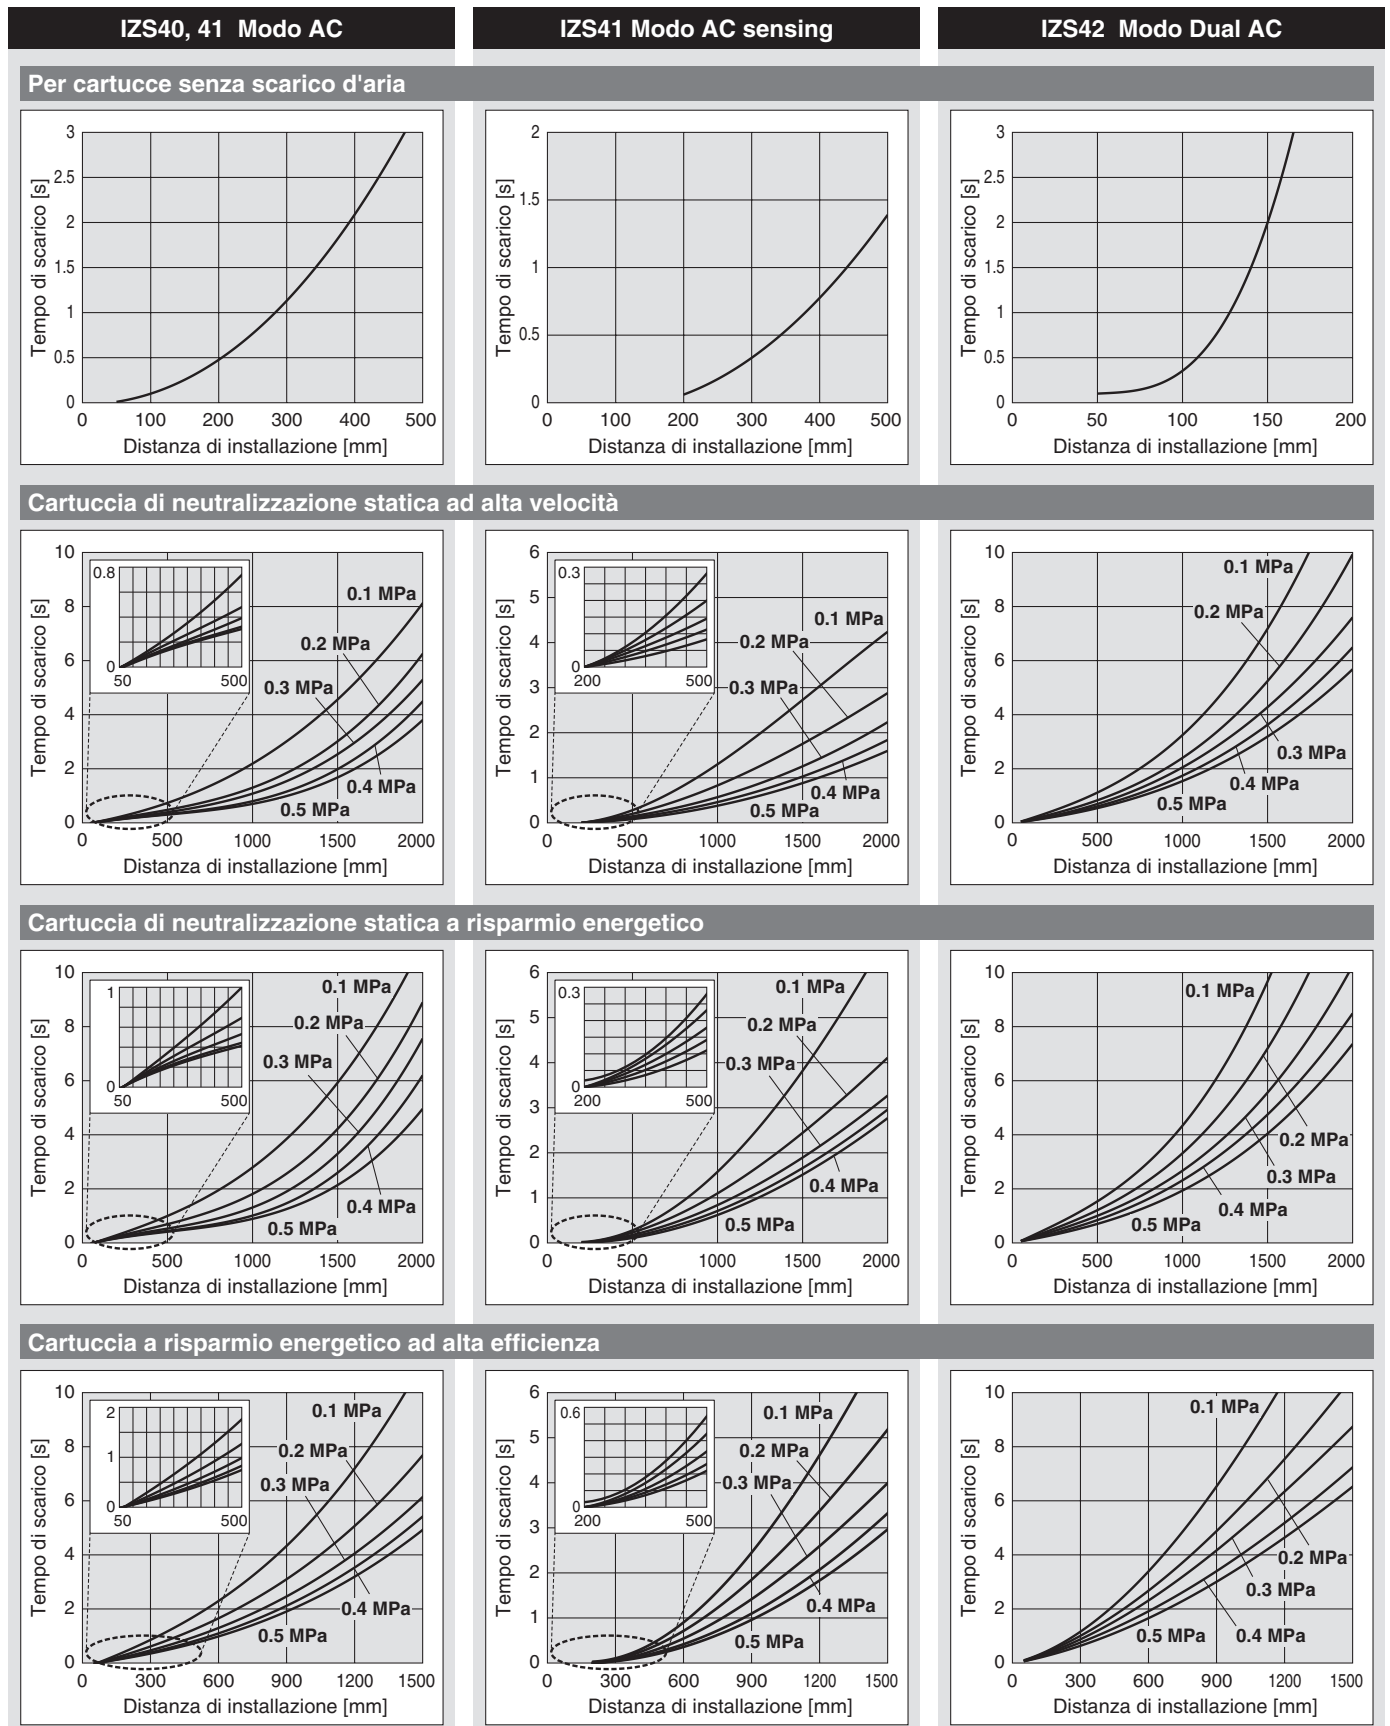 IZS40, 41 Modo AC
IZS41 Modo AC sensing
IZS42 Modo Dual AC
Per cartucce senza scarico d'aria
Tempo di scarico [s]
3
2.5
2
1.5
1
0.5
0
0 100 200 300 400 500
Distanza di installazione [mm]
Tempo di scarico [s]
2
1.5
1
0.5
0
0 100 200 300 400 500
Distanza di installazione [mm]
Tempo di scarico [s]
3
2.5
2
1.5
1
0.5
0
0 50 100 150 200
Distanza di installazione [mm]
Cartuccia di neutralizzazione statica ad alta velocità
Tempo di scarico [s]
10
8
6
4
2
0
0.8
0
50 500
0.1 MPa
0.2 MPa
0.3 MPa
0.4 MPa
0.5 MPa
0 500 1000 1500 2000
Distanza di installazione [mm]
Tempo di scarico [s]
6
5
4
3
2
1
0
0.3
0
200 500
0.1 MPa
0.2 MPa
0.3 MPa
0.4 MPa
0.5 MPa
0 500 1000 1500 2000
Distanza di installazione [mm]
Tempo di scarico [s]
10
8
6
4
2
0
0.1 MPa
0.2 MPa
0.3 MPa
0.4 MPa
0.5 MPa
0 500 1000 1500 2000
Distanza di installazione [mm]
Cartuccia di neutralizzazione statica a risparmio energetico
Tempo di scarico [s]
10
8
6
4
2
0
1
0
50 500
0.1 MPa
0.2 MPa
0.3 MPa
0.4 MPa
0.5 MPa
0 500 1000 1500 2000
Distanza di installazione [mm]
Tempo di scarico [s]
6
5
4
3
2
1
0
0.3
0
200 500
0.1 MPa
0.2 MPa
0.3 MPa
0.4 MPa
0.5 MPa
0 500 1000 1500 2000
Distanza di installazione [mm]
Tempo di scarico [s]
10
8
6
4
2
0
0.1 MPa
0.2 MPa
0.3 MPa
0.4 MPa
0.5 MPa
0 500 1000 1500 2000
Distanza di installazione [mm]
Cartuccia a risparmio energetico ad alta efficienza
Tempo di scarico [s]
10
8
6
4
2
0
2
1
0
50 500
0.1 MPa
0.2 MPa
0.3 MPa
0.4 MPa
0.5 MPa
0 300 600 900 1200 1500
Distanza di installazione [mm]
Tempo di scarico [s]
6
5
4
3
2
1
0
0.6
0
200 500
0.1 MPa
0.2 MPa
0.3 MPa
0.4 MPa
0.5 MPa
0 300 600 900 1200 1500
Distanza di installazione [mm]
Tempo di scarico [s]
10
8
6
4
2
0
0.1 MPa
0.2 MPa
0.3 MPa
0.5 MPa 0.4 MPa
0 300 600 900 1200 1500
Distanza di installazione [mm]